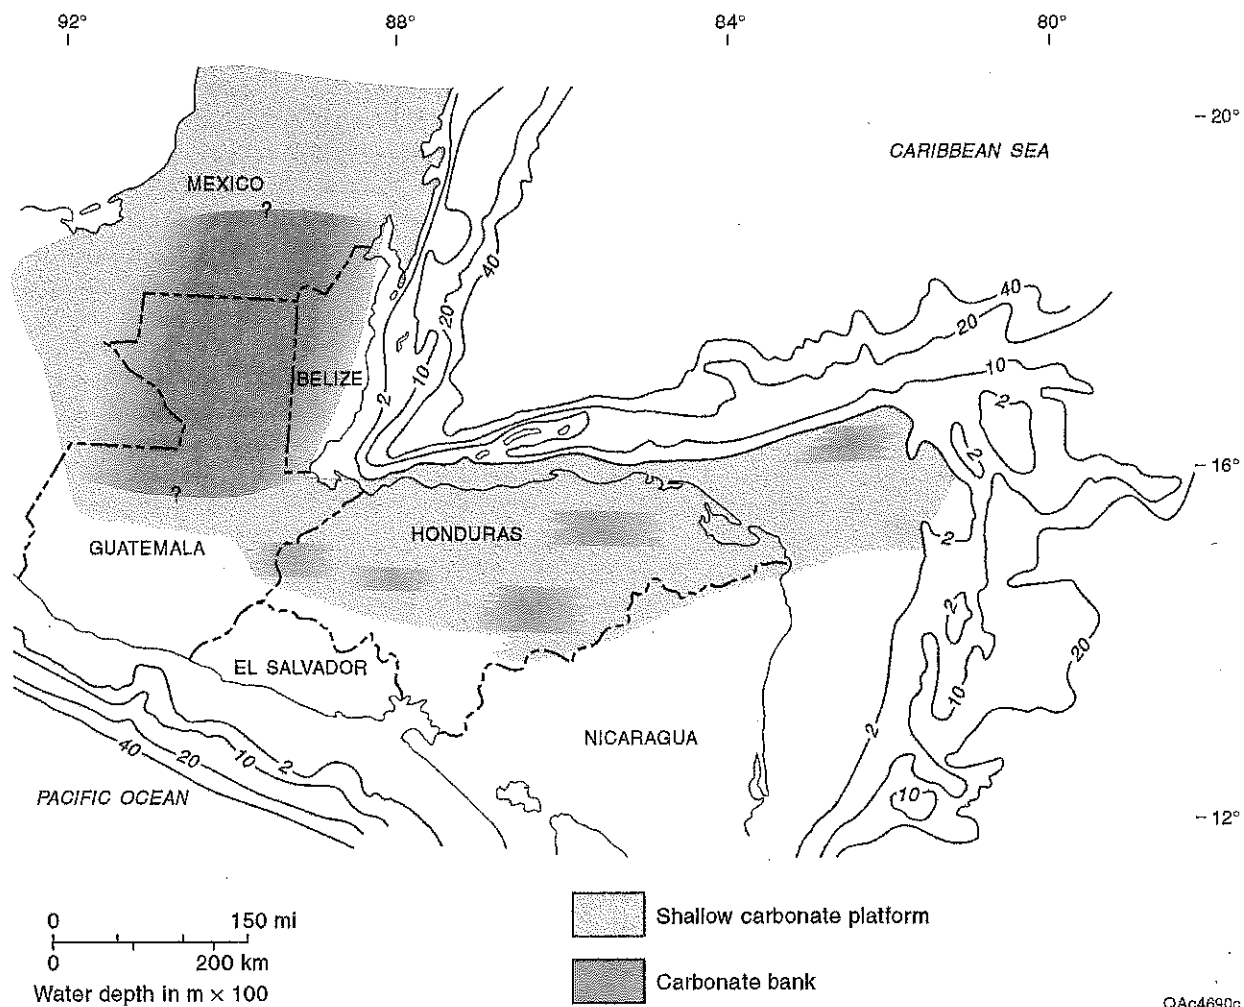 92° 88° 84° 80°
20°
CARIBBEAN SEA
MEXICO
?
40
40
20
20
10
BELIZE
10
2
2
2
16°
?
HONDURAS
2
GUATEMALA
2
20
EL SALVADOR
10
NICARAGUA
2
2
10
20
40
10
PACIFIC OCEAN
12°
0 150 mi
0 200 km
Water depth in m × 100
Shallow carbonate platform
Carbonate bank
QAc4690c